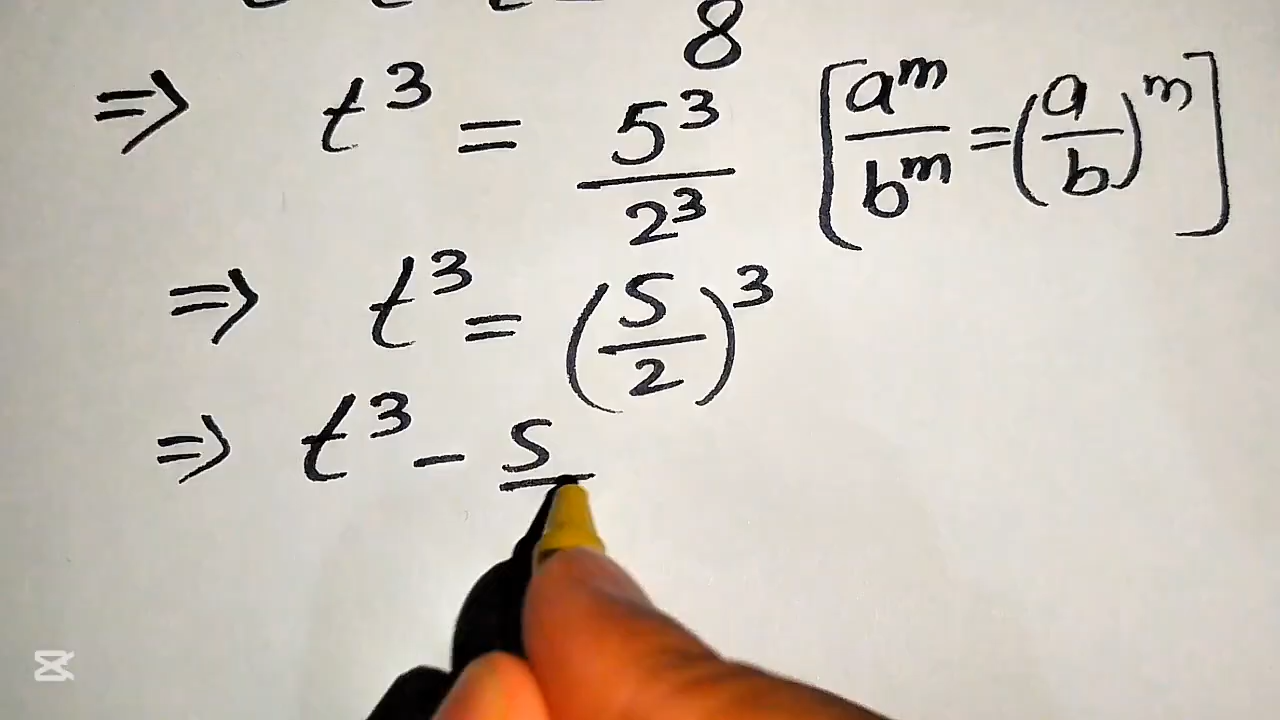 8
⇒ t³ = 5³/2³ [aᵐ/bᵐ = (a/b)ᵐ]
⇒ t³ = (5/2)³
⇒ t³ - 5